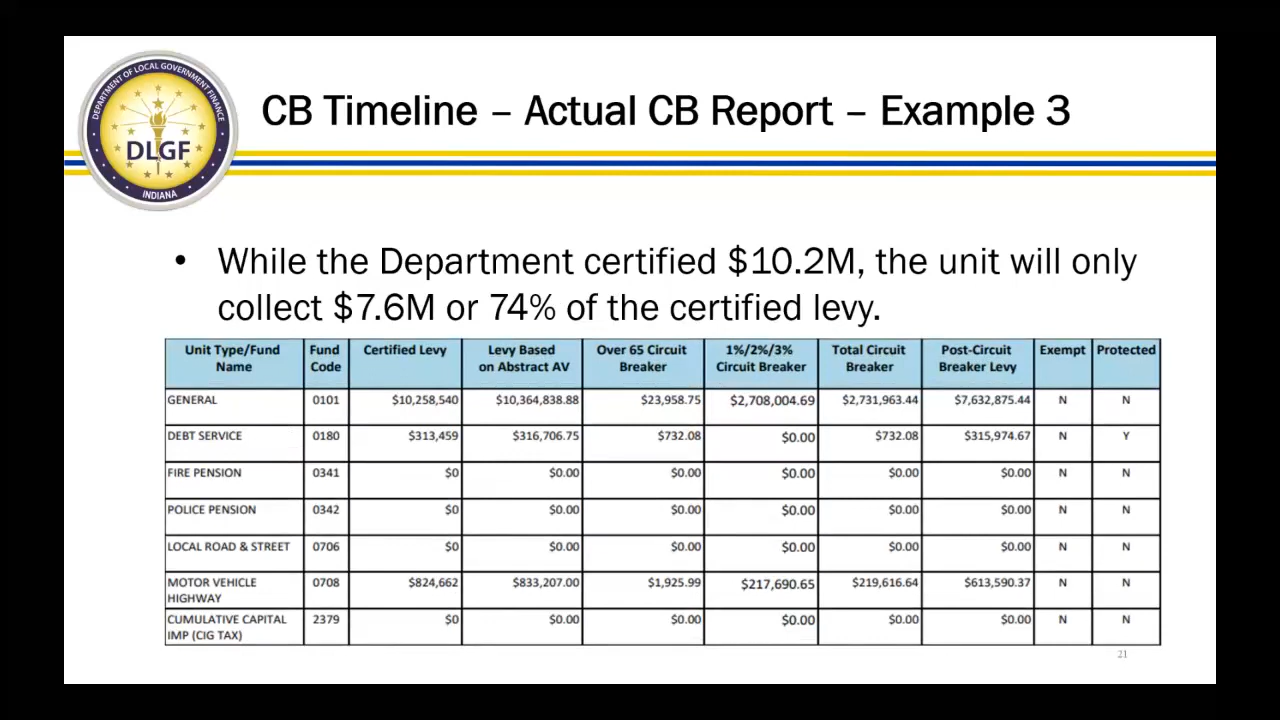 DEPARTMENT OF LOCAL GOVERNMENT FINANCE
DLGF
INDIANA
CB Timeline – Actual CB Report – Example 3
• While the Department certified $10.2M, the unit will only
collect $7.6M or 74% of the certified levy.
Unit Type/Fund Name Fund Code Certified Levy Levy Based on Abstract AV Over 65 Circuit Breaker 1%/2%/3% Circuit Breaker Total Circuit Breaker Post-Circuit Breaker Levy Exempt Protected
GENERAL 0101 $10,258,540 $10,364,838.88 $23,958.75 $2,708,004.69 $2,731,963.44 $7,632,875.44 N N
DEBT SERVICE 0180 $313,459 $316,706.75 $732.08 $0.00 $732.08 $315,974.67 N Y
FIRE PENSION 0341 $0 $0.00 $0.00 $0.00 $0.00 $0.00 N N
POLICE PENSION 0342 $0 $0.00 $0.00 $0.00 $0.00 $0.00 N N
LOCAL ROAD & STREET 0706 $0 $0.00 $0.00 $0.00 $0.00 $0.00 N N
MOTOR VEHICLE HIGHWAY 0708 $824,662 $833,207.00 $1,925.99 $217,690.65 $219,616.64 $613,590.37 N N
CUMULATIVE CAPITAL IMP (CIG TAX) 2379 $0 $0.00 $0.00 $0.00 $0.00 $0.00 N N
21